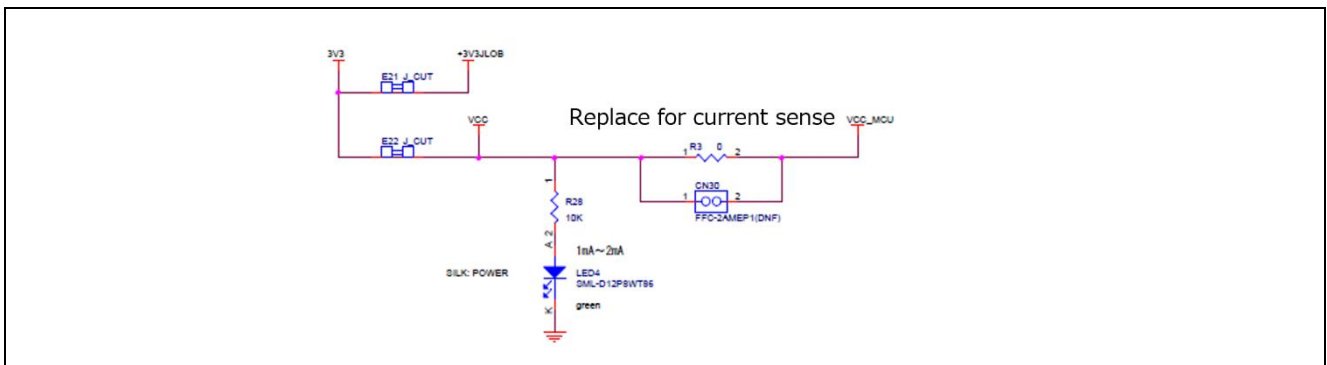 3V3
+3V3JLOB
E21 J_CUT
VCC
Replace for current sense
VCC_MCU
E22 J_CUT
1 R3 0 2
CN30
1 2
FFC-2AMEP1(DNF)
1
R28
10K
2
A
1mA～2mA
SILK: POWER
LED4
SML-D12P8WT86
K
green